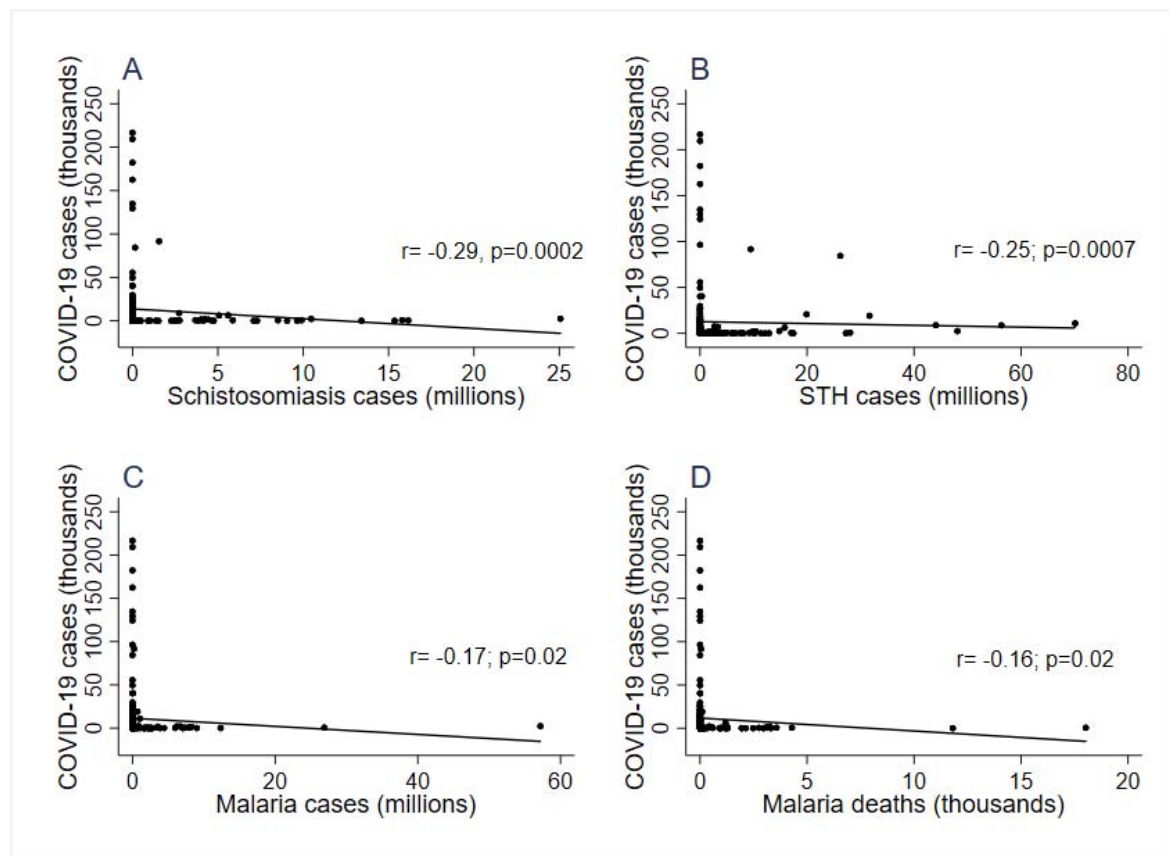 A
COVID-19 cases (thousands)
250
200
150
100
50
0
r= -0.29, p=0.0002
0 5 10 15 20 25
Schistosomiasis cases (millions)
B
COVID-19 cases (thousands)
250
200
150
100
50
0
r= -0.25; p=0.0007
0 20 40 60 80
STH cases (millions)
C
COVID-19 cases (thousands)
250
200
150
100
50
0
r= -0.17; p=0.02
0 20 40 60
Malaria cases (millions)
D
COVID-19 cases (thousands)
250
200
150
100
50
0
r= -0.16; p=0.02
0 5 10 15 20
Malaria deaths (thousands)